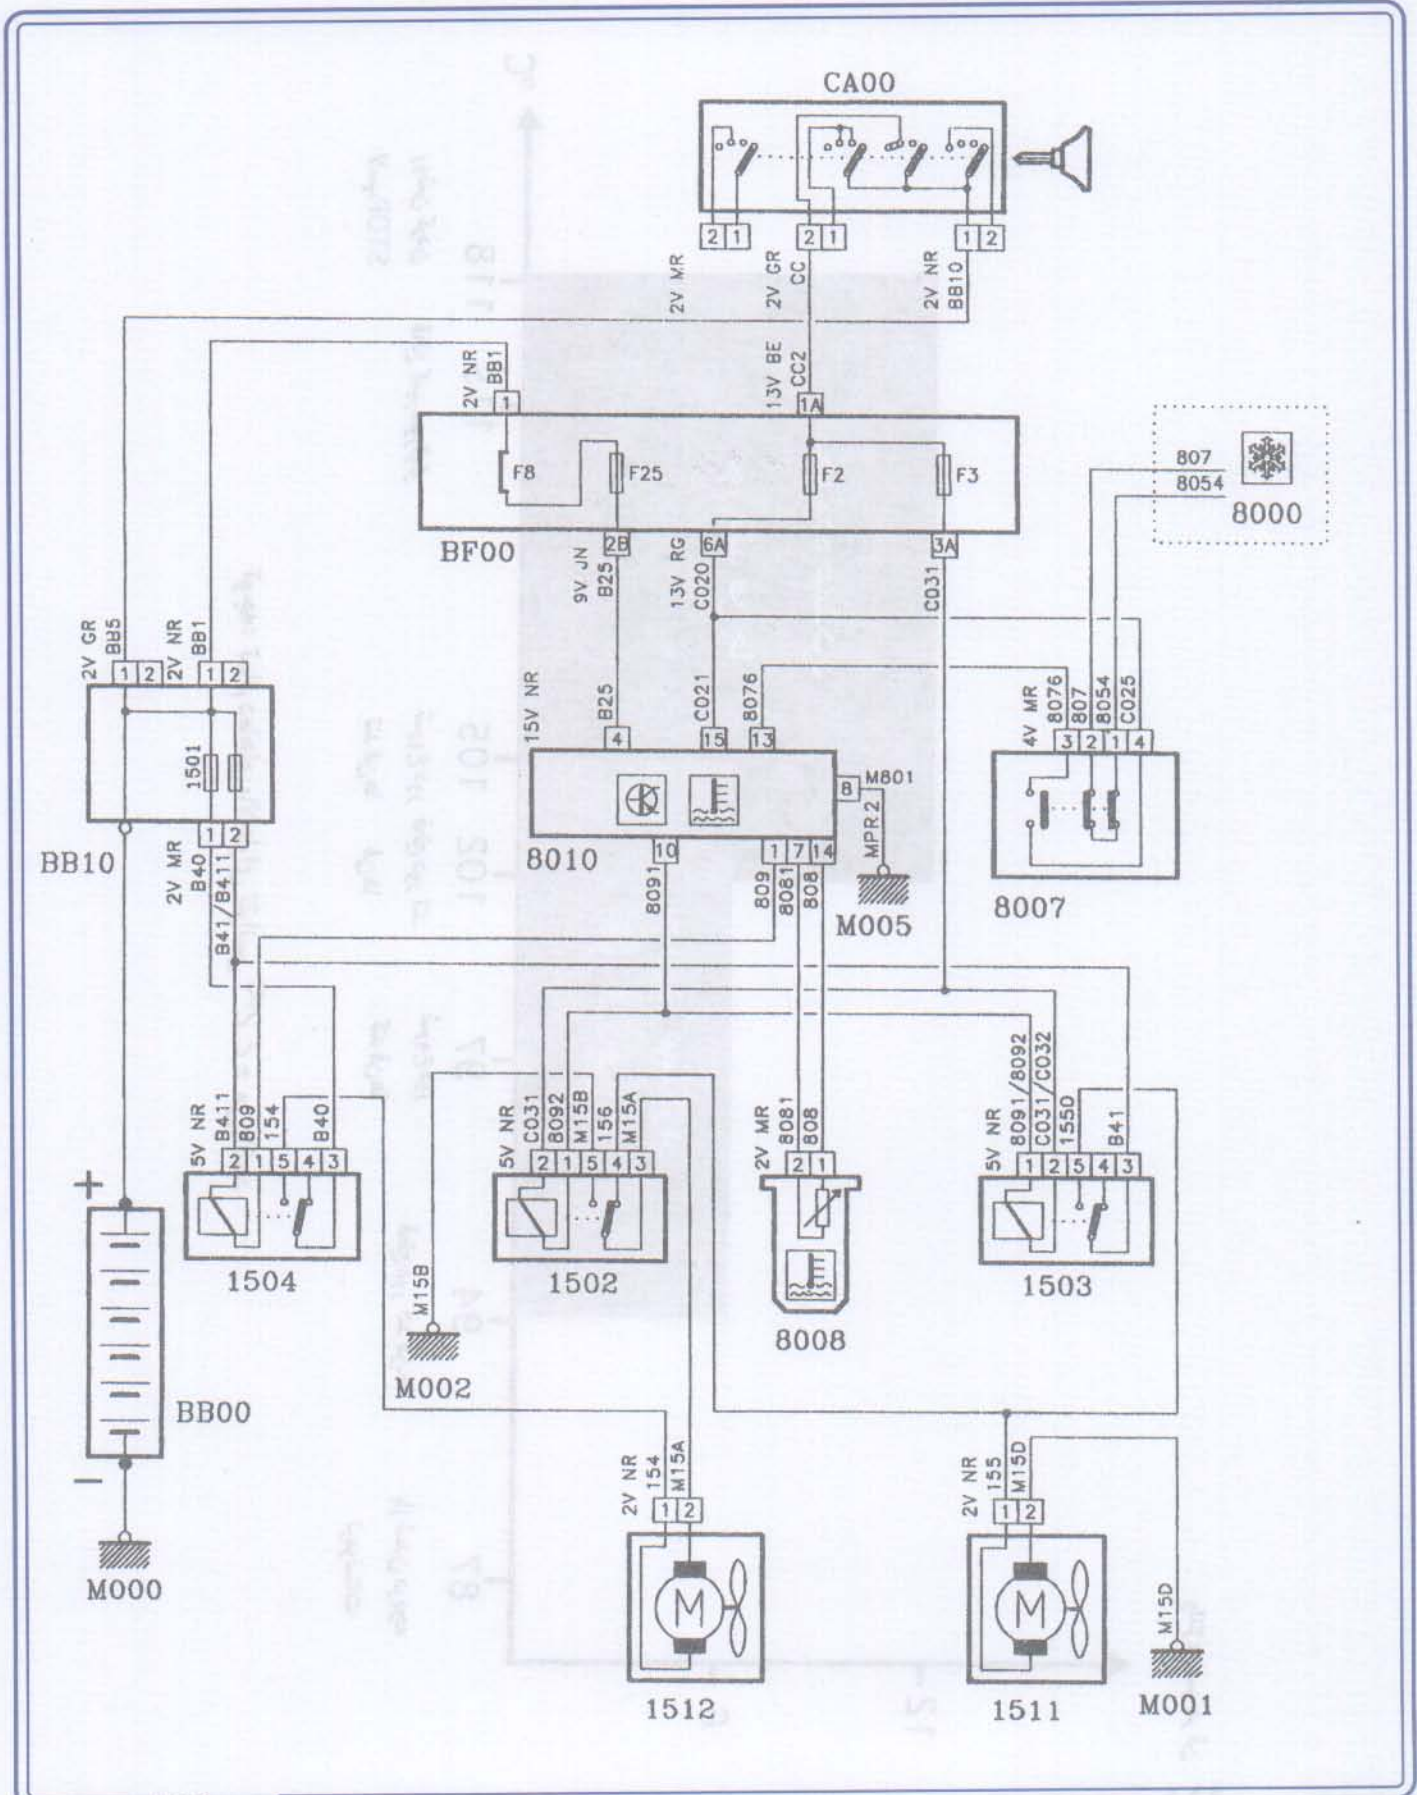 CA00
2 1
2 1
1 2
2V MR
2V GR
CC
2V NR
BB10
2V NR
BB1
13V BE
CC2
1
1A
F8
F25
F2
F3
807
8054
8000
BF00
2B
6A
3A
9V JN
B25
13V RG
C020
C031
2V GR
BB5
2V NR
BB1
1 2
1 2
15V NR
B25
C021
8076
4V MR
8076
807
8054
C025
4
15
13
3 2 1 4
1501
8
M801
MPR2
BB10
1 2
8010
10
1 7 14
2V MR
B40
B41/B411
8091
809
8081
808
M005
8007
5V NR
B411
809
154
B40
5V NR
C031
8092
M15B
156
M15A
2V MR
8081
808
5V NR
8091/8092
C031/C032
155D
B41
2 1 5 4 3
2 1 5 4 3
2 1
1 2 5 4 3
+
1504
1502
1503
M15B
8008
M002
BB00
–
2V NR
154
M15A
2V NR
155
M15D
1 2
1 2
M000
M
M
M15D
1512
1511
M001